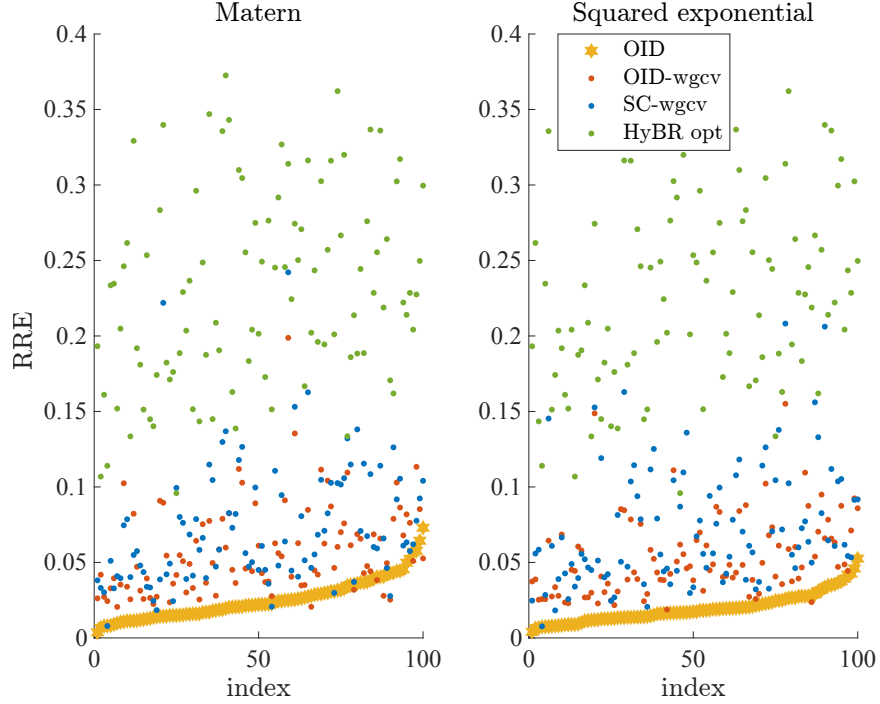 Matern
Squared exponential
0.4
0.35
0.3
0.25
0.2
0.15
0.1
0.05
0
RRE
0
50
100
index
OID
OID-wgcv
SC-wgcv
HyBR opt
0.4
0.35
0.3
0.25
0.2
0.15
0.1
0.05
0
0
50
100
index